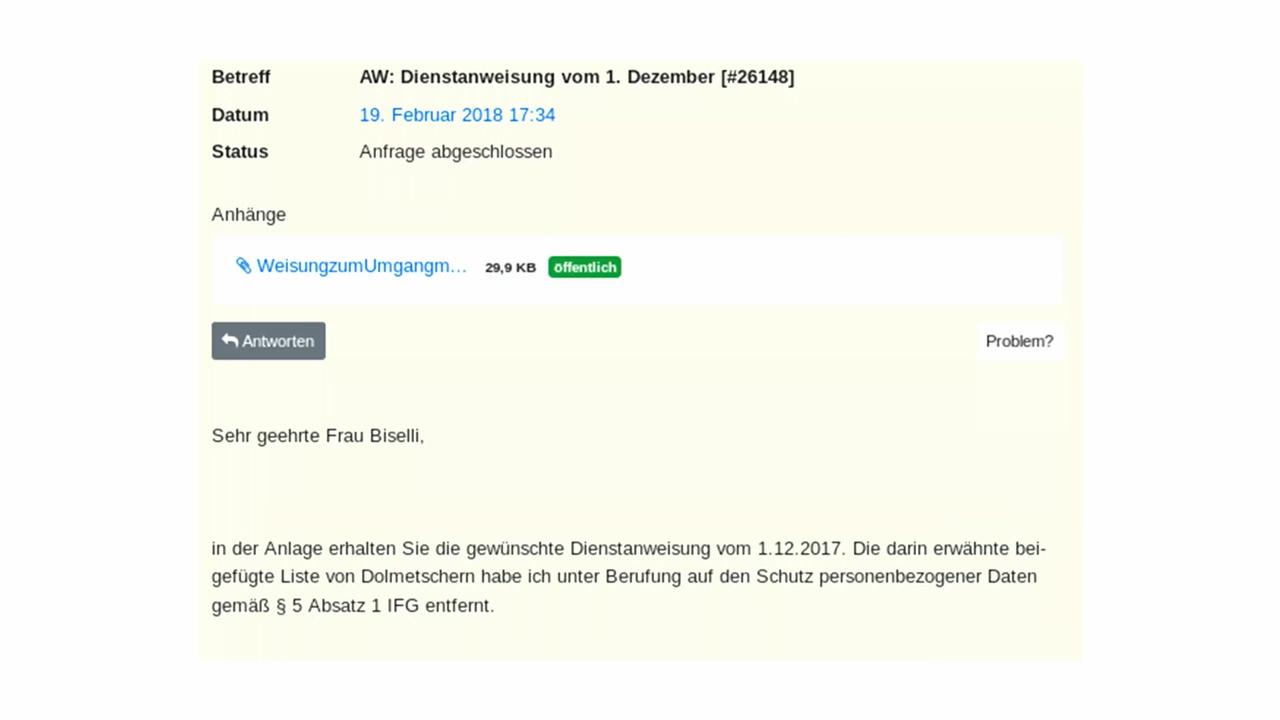 Betreff AW: Dienstanweisung vom 1. Dezember [#26148]
Datum 19. Februar 2018 17:34
Status Anfrage abgeschlossen
Anhänge
WeisungzumUmgangm… 29,9 KB öffentlich
Antworten Problem?
Sehr geehrte Frau Biselli,
in der Anlage erhalten Sie die gewünschte Dienstanweisung vom 1.12.2017. Die darin erwähnte bei-
gefügte Liste von Dolmetschern habe ich unter Berufung auf den Schutz personenbezogener Daten
gemäß § 5 Absatz 1 IFG entfernt.